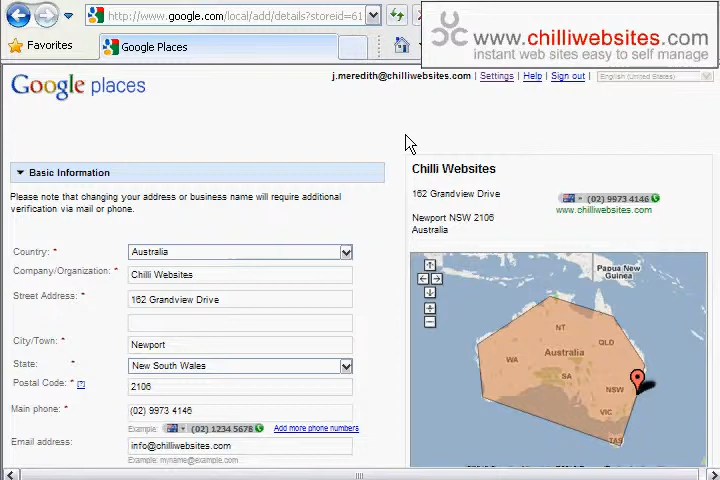 http://www.google.com/local/add/details?storeid=61
www.chilliwebsites.com
instant web sites easy to self manage
Favorites
Google Places
Google places
j.meredith@chilliwebsites.com | Settings | Help | Sign out | English (United States)
Basic Information
Please note that changing your address or business name will require additional
verification via mail or phone.
Country: * Australia
Company/Organization: * Chilli Websites
Street Address: * 162 Grandview Drive
City/Town: * Newport
State: * New South Wales
Postal Code: * [?] 2106
Main phone: * (02) 9973 4146
Example: (02) 1234 5678 Add more phone numbers
Email address: info@chilliwebsites.com
Example: myname@example.com
Chilli Websites
162 Grandview Drive
(02) 9973 4146
www.chilliwebsites.com
Newport NSW 2106
Australia
Papua New
Guinea
NT
QLD
WA
Australia
SA
NSW
VIC
TAS